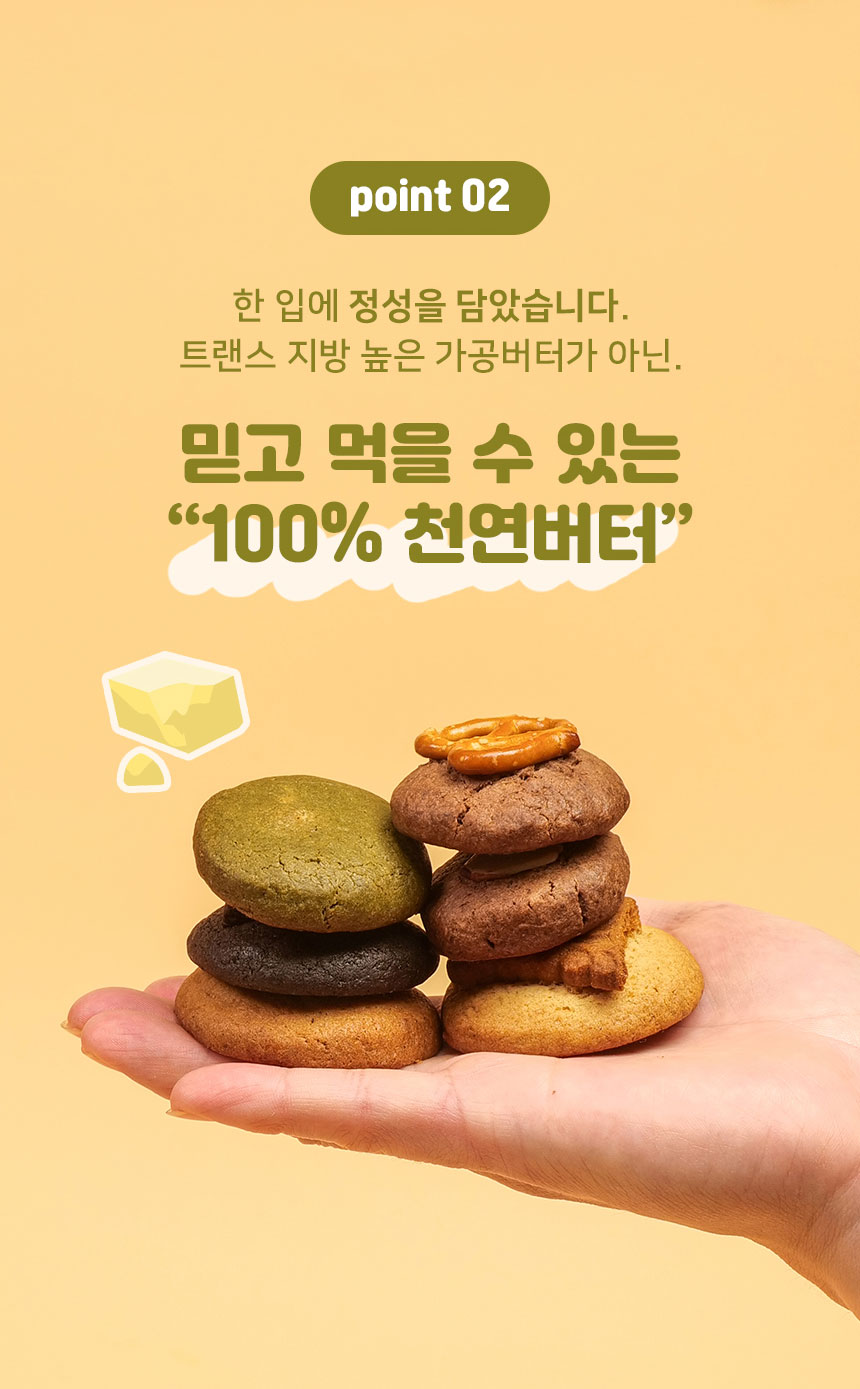 point 02
한 입에 정성을 담았습니다.
트랜스 지방 높은 가공버터가 아닌.
믿고 먹을 수 있는
“100% 천연버터”